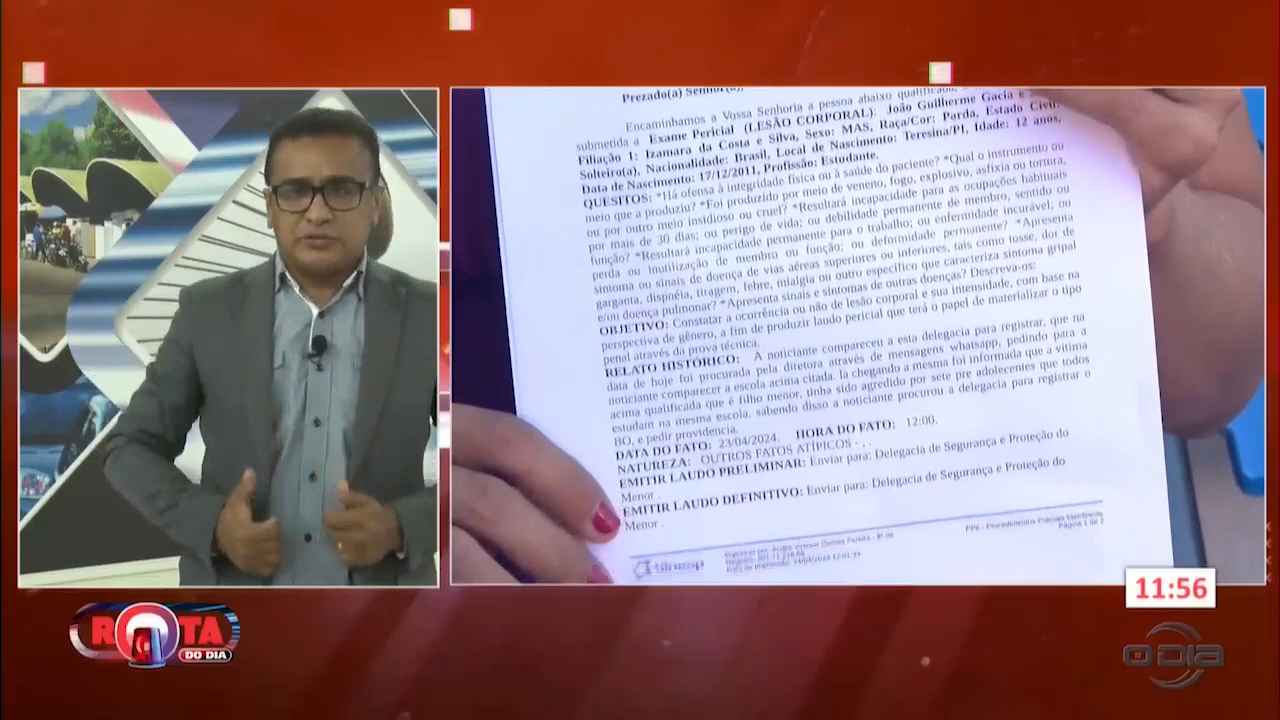 Prezado(a) Senhor(a),
Encaminhamos a Vossa Senhoria a pessoa abaixo qualificada,
submetida a Exame Pericial (LESÃO CORPORAL): João Guilherme Gacia e
Filiação 1: Izamara da Costa e Silva, Sexo: MAS, Raça/Cor: Parda, Estado Civil:
Solteiro(a), Nacionalidade: Brasil, Local de Nascimento: Teresina/PI, Idade: 12 anos,
Data de Nascimento: 17/12/2011, Profissão: Estudante.
QUESITOS: *Há ofensa à integridade física ou à saúde do paciente? *Qual o instrumento ou
meio que a produziu? *Foi produzido por meio de veneno, fogo, explosivo, asfixia ou tortura,
ou por outro meio insidioso ou cruel? *Resultará incapacidade para as ocupações habituais
por mais de 30 dias; ou perigo de vida; ou debilidade permanente de membro, sentido ou
função? *Resultará incapacidade permanente para o trabalho; ou enfermidade incurável; ou
perda ou inutilização de membro ou função; ou deformidade permanente? *Apresenta
sintoma ou sinais de doença de vias aéreas superiores ou inferiores, tais como tosse, dor de
garganta, dispnéia, tiragem, febre, mialgia ou outro específico que caracteriza sintoma gripal
e/ou doença pulmonar? *Apresenta sinais e sintomas de outras doenças? Descreva-os:
OBJETIVO: Constatar a ocorrência ou não de lesão corporal e sua intensidade, com base na
perspectiva de gênero, a fim de produzir laudo pericial que terá o papel de materializar o tipo
penal através da prova técnica.
RELATO HISTÓRICO: A noticiante compareceu a esta delegacia para registrar, que na
data de hoje foi procurada pela diretora através de mensagens whatsapp, pedindo para a
noticiante comparecer a escola acima citada. la chegando a mesma foi informada que a vitima
acima qualificada que é filho menor, tinha sido agredido por sete pre adolecentes que todos
estudam na mesma escola. sabendo disso a noticiante procurou a delegacia para registrar o
BO, e pedir providencia.
DATA DO FATO: 23/04/2024, HORA DO FATO: 12:00,
NATUREZA: OUTROS FATOS ATÍPICOS - , .
EMITIR LAUDO PRELIMINAR: Enviar para: Delegacia de Segurança e Proteção do
Menor .
EMITIR LAUDO DEFINITIVO: Enviar para: Delegacia de Segurança e Proteção do
Menor .
PPe - Procedimentos Policiais Eletrônicos
Página 1 de 2
11:56
ROTA
DO DIA
TV O DIA